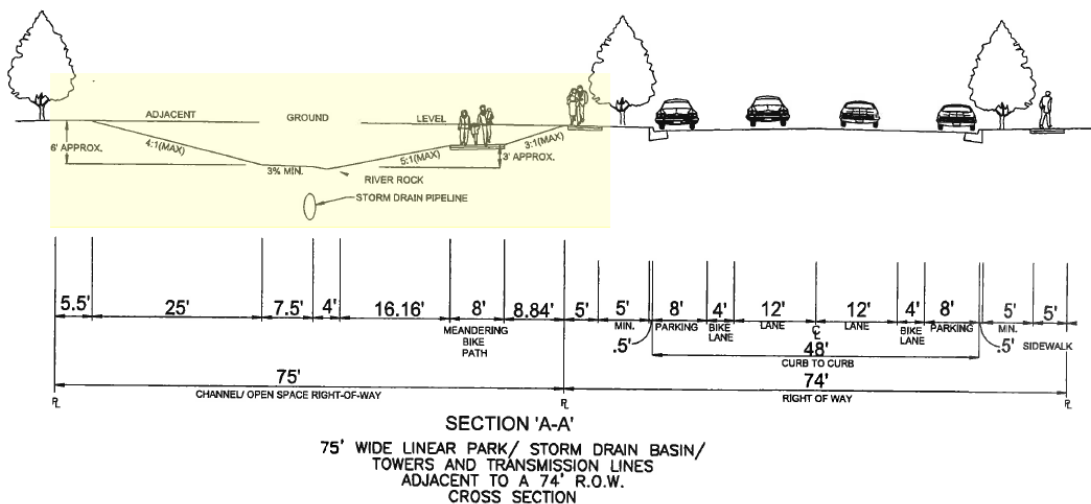 ADJACENT GROUND LEVEL
6' APPROX.
4:1(MAX)
3% MIN.
5:1(MAX)
3:1(MAX)
3' APPROX.
RIVER ROCK
STORM DRAIN PIPELINE
5.5' 25' 7.5' 4' 16.16' 8' 8.84' 5' 5' 8' 4' 12' 12' 4' 8' 5' 5'
MEANDERING
BIKE
PATH
MIN.
.5'
PARKING
BIKE
LANE
LANE
℄
LANE
BIKE
LANE
PARKING
.5'
MIN.
SIDEWALK
48'
CURB TO CURB
75'
CHANNEL/ OPEN SPACE RIGHT-OF-WAY
74'
RIGHT OF WAY
PL PL PL
SECTION 'A-A'
75' WIDE LINEAR PARK/ STORM DRAIN BASIN/
TOWERS AND TRANSMISSION LINES
ADJACENT TO A 74' R.O.W.
CROSS SECTION